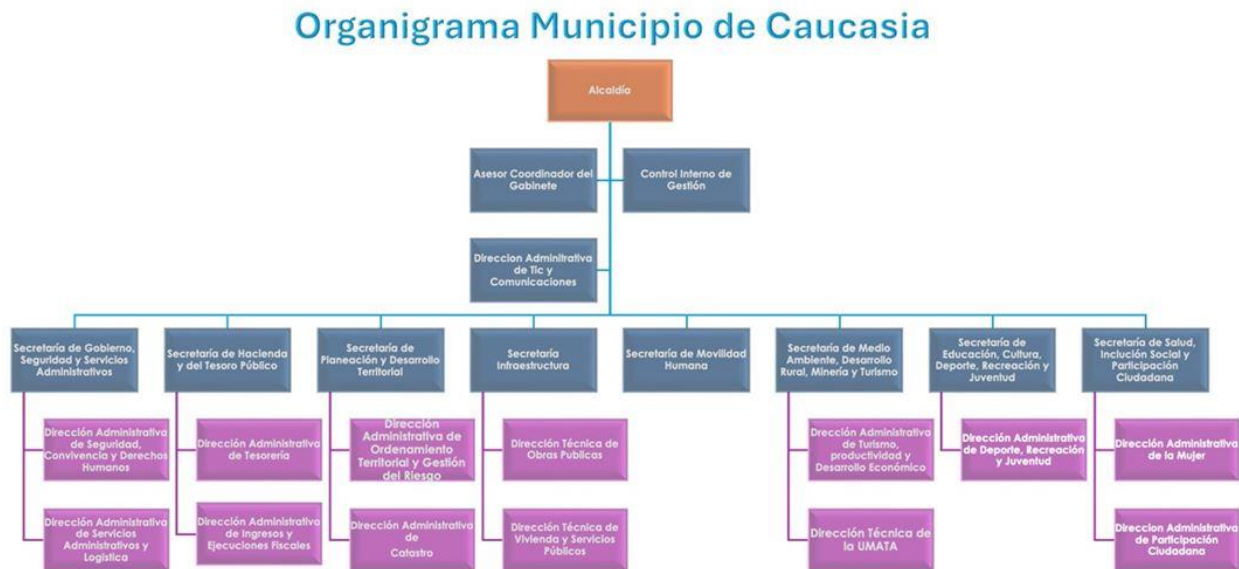 Organigrama Municipio de Caucasia
Alcaldía
Asesor Coordinador del
Gabinete
Control Interno de
Gestión
Direccion Adminitrativa
de Tic y
Comunicaciones
Secretaría de Gobierno,
Seguridad y Servicios
Administrativos
Secretaría de Hacienda
y del Tesoro Público
Secretaría de
Planeación y Desarrollo
Territorial
Secretaría
Infraestructura
Secretaría de Movilidad
Humana
Secretaría de Medio
Ambiente, Desarrollo
Rural, Minería y Turismo
Secretaría de
Educación, Cultura,
Deporte, Recreación y
Juventud
Secretaría de Salud,
Inclución Social y
Participación
Ciudadana
Dirección Administrativa
de Seguridad,
Convivencia y Derechos
Humanos
Dirección Administrativa
de Tesorería
Dirección
Administrativa de
Ordenamiento
Territorial y Gestión
del Riesgo
Dirección Técnica de
Obras Publicas
Dirección Administrativa
de Turismo,
productividad y
Desarrollo Económico
Dirección Administrativo
de Deporte, Recreación
y Juventud
Dirección Administrativa
de la Mujer
Dirección Administrativa
de Servicios
Administrativos y
Logística
Dirección Administrativa
de Ingresos y
Ejecuciones Fiscales
Dirección Administrativa
de
Catastro
Dirección Técnica de
Vivienda y Servicios
Públicos
Dirección Técnica de
la UMATA
Direccion Administrativa
de Participación
Ciudadana